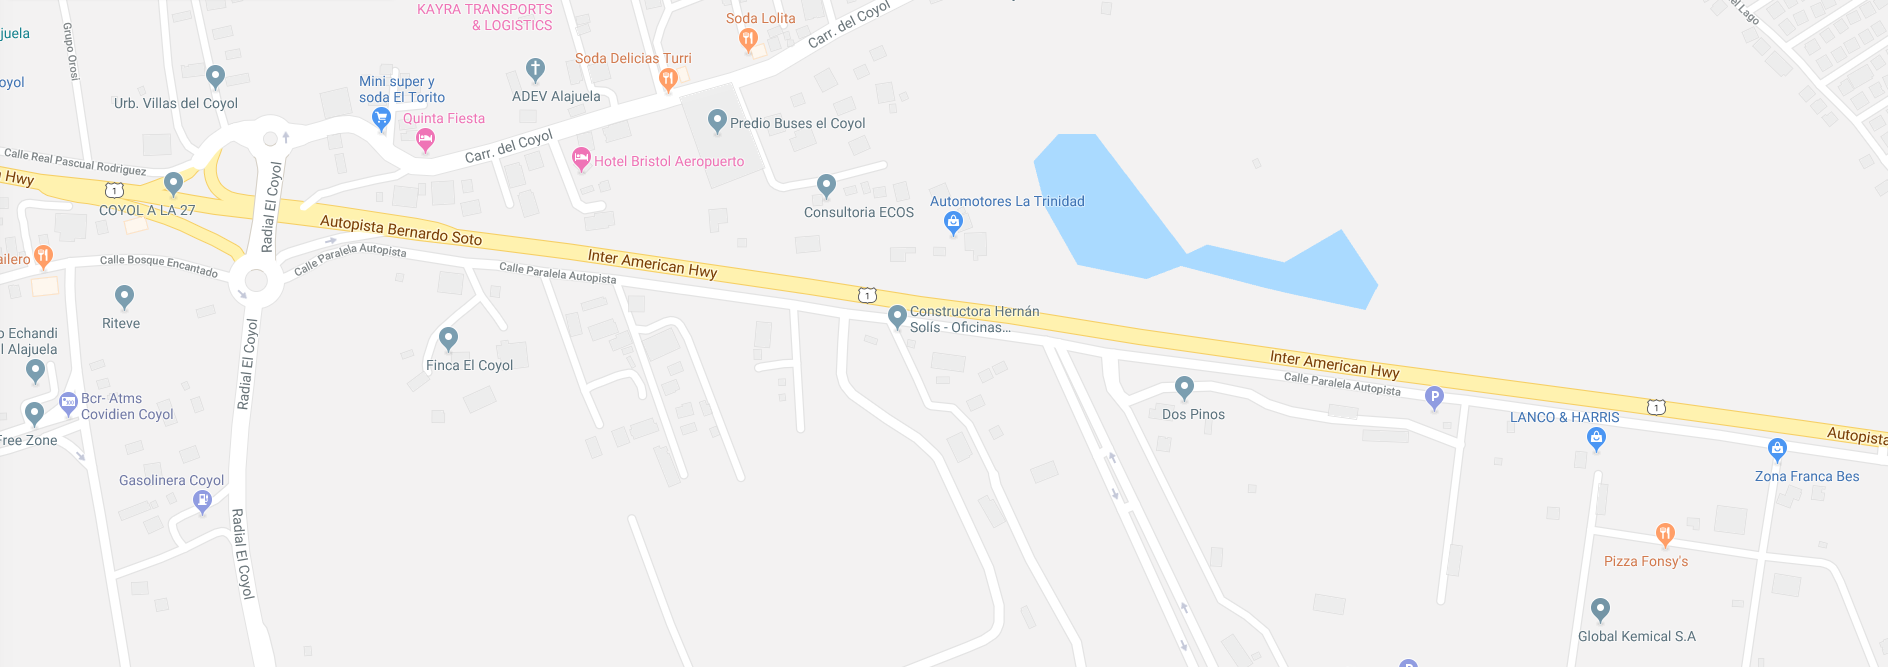 KAYRA TRANSPORTS
& LOGISTICS
Soda Lolita
Carr. del Coyol
el Lago
juela
Grupo Orosi
Soda Delicias Turri
oyol
Mini super y
soda El Torito
ADEV Alajuela
Urb. Villas del Coyol
Quinta Fiesta
Predio Buses el Coyol
Carr. del Coyol
Calle Real Pascual Rodriguez
Hotel Bristol Aeropuerto
Hwy
1
COYOL A LA 27
Radial El Coyol
Consultoria ECOS
Automotores La Trinidad
Autopista Bernardo Soto
ailero
Calle Bosque Encantado
Calle Paralela Autopista
Inter American Hwy
Calle Paralela Autopista
1
Riteve
Constructora Hernán
Solís - Oficinas...
o Echandi
l Alajuela
Radial El Coyol
Finca El Coyol
Inter American Hwy
Calle Paralela Autopista
P
Bcr- Atms
Covidien Coyol
Dos Pinos
LANCO & HARRIS
1
Autopista
Free Zone
Gasolinera Coyol
Zona Franca Bes
Radial El Coyol
Pizza Fonsy's
Global Kemical S.A